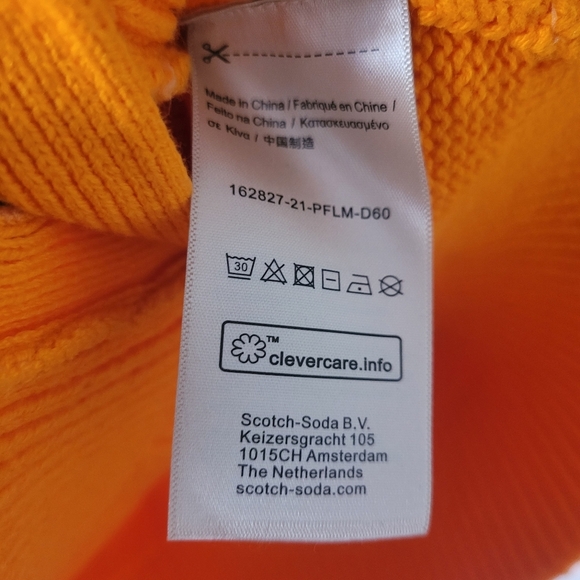 Made in China / Fabriqué en Chine /
Feito na China / Κατασκευασμένο
σε Κίνα / 中国制造
162827-21-PFLM-D60
30
™
clevercare.info
Scotch-Soda B.V.
Keizersgracht 105
1015CH Amsterdam
The Netherlands
scotch-soda.com